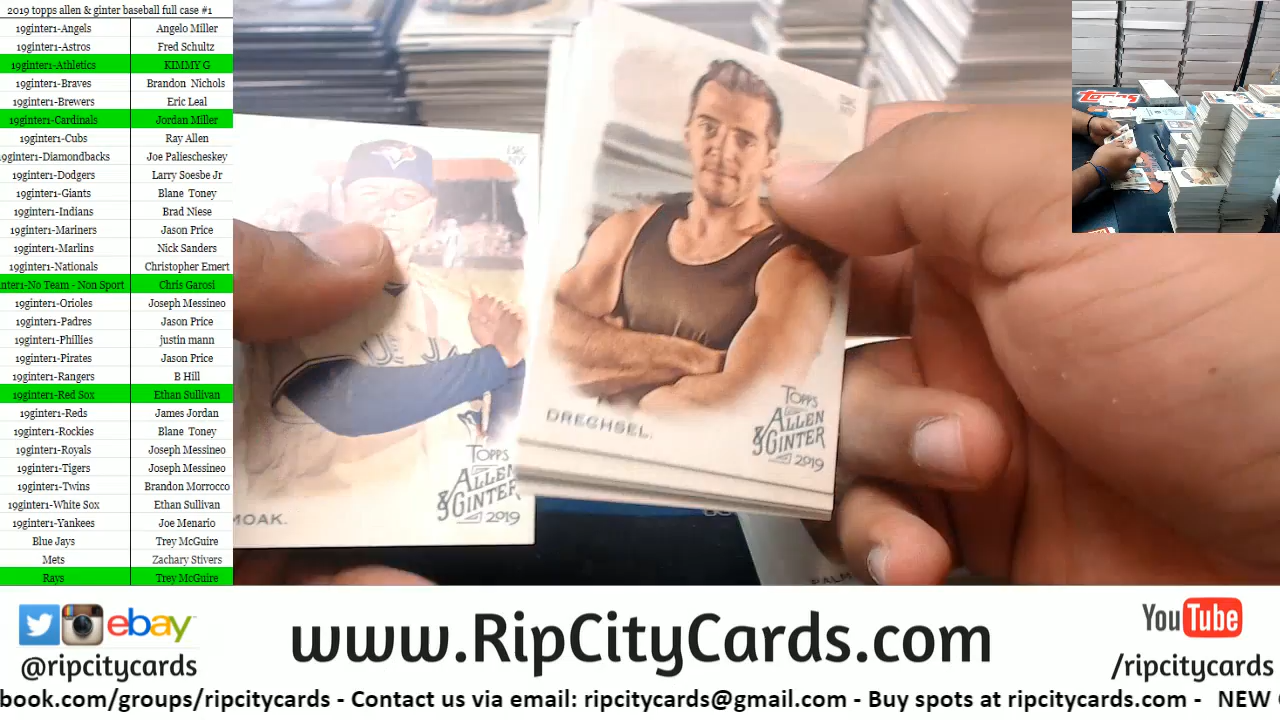 2019 topps allen & ginter baseball full case #1
19ginter1-Angels Angelo Miller
19ginter1-Astros Fred Schultz
19ginter1-Athletics KIMMY G
19ginter1-Braves Brandon Nichols
19ginter1-Brewers Eric Leal
19ginter1-Cardinals Jordan Miller
19ginter1-Cubs Ray Allen
19ginter1-Diamondbacks Joe Paliescheskey
19ginter1-Dodgers Larry Soesbe Jr
19ginter1-Giants Blane Toney
19ginter1-Indians Brad Niese
19ginter1-Mariners Jason Price
19ginter1-Marlins Nick Sanders
19ginter1-Nationals Christopher Emert
inter1-No Team - Non Sport Chris Garosi
19ginter1-Orioles Joseph Messineo
19ginter1-Padres Jason Price
19ginter1-Phillies justin mann
19ginter1-Pirates Jason Price
19ginter1-Rangers B Hill
19ginter1-Red Sox Ethan Sullivan
19ginter1-Reds James Jordan
19ginter1-Rockies Blane Toney
19ginter1-Royals Joseph Messineo
19ginter1-Tigers Joseph Messineo
19ginter1-Twins Brandon Morrocco
19ginter1-White Sox Ethan Sullivan
19ginter1-Yankees Joe Menario
Blue Jays Trey McGuire
Mets Zachary Stivers
Rays Trey McGuire
MOAK.
TOPPS
ALLEN
& GINTER
2019
DRECHSEL.
TOPPS
ALLEN
& GINTER
2019
Topps
ebay
@ripcitycards
www.RipCityCards.com
YouTube
/ripcitycards
book.com/groups/ripcitycards - Contact us via email: ripcitycards@gmail.com - Buy spots at ripcitycards.com - NEW